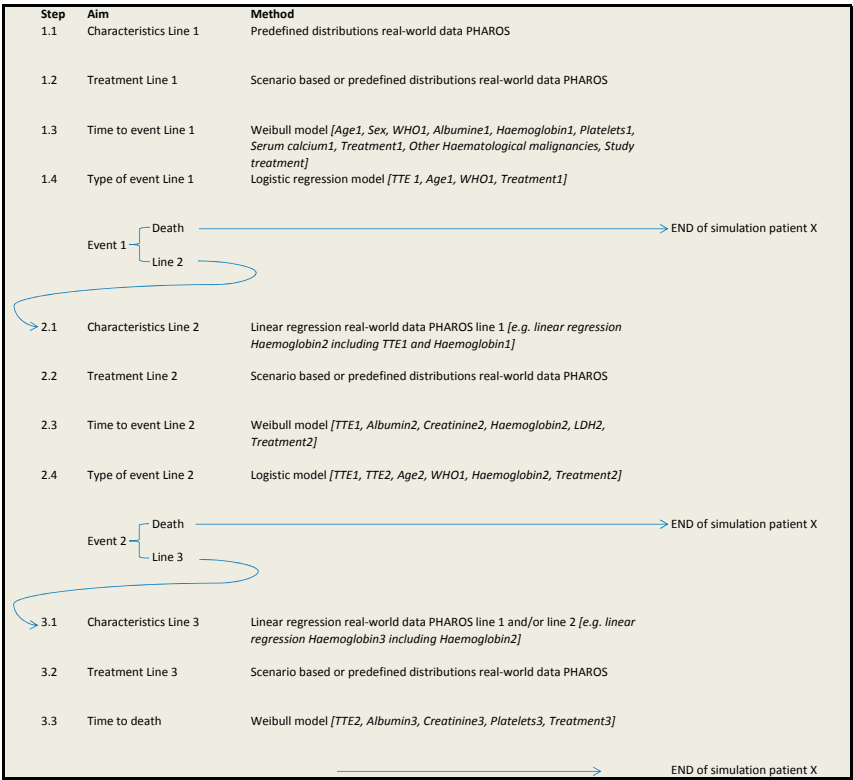 Step Aim Method
1.1 Characteristics Line 1 Predefined distributions real-world data PHAROS
1.2 Treatment Line 1 Scenario based or predefined distributions real-world data PHAROS
1.3 Time to event Line 1 Weibull model [Age1, Sex, WHO1, Albumine1, Haemoglobin1, Platelets1,
Serum calcium1, Treatment1, Other Haematological malignancies, Study
treatment]
1.4 Type of event Line 1 Logistic regression model [TTE 1, Age1, WHO1, Treatment1]
Death END of simulation patient X
Event 1
Line 2
2.1 Characteristics Line 2 Linear regression real-world data PHAROS line 1 [e.g. linear regression
Haemoglobin2 including TTE1 and Haemoglobin1]
2.2 Treatment Line 2 Scenario based or predefined distributions real-world data PHAROS
2.3 Time to event Line 2 Weibull model [TTE1, Albumin2, Creatinine2, Haemoglobin2, LDH2,
Treatment2]
2.4 Type of event Line 2 Logistic model [TTE1, TTE2, Age2, WHO1, Haemoglobin2, Treatment2]
Death END of simulation patient X
Event 2
Line 3
3.1 Characteristics Line 3 Linear regression real-world data PHAROS line 1 and/or line 2 [e.g. linear
regression Haemoglobin3 including Haemoglobin2]
3.2 Treatment Line 3 Scenario based or predefined distributions real-world data PHAROS
3.3 Time to death Weibull model [TTE2, Albumin3, Creatinine3, Platelets3, Treatment3]
END of simulation patient X